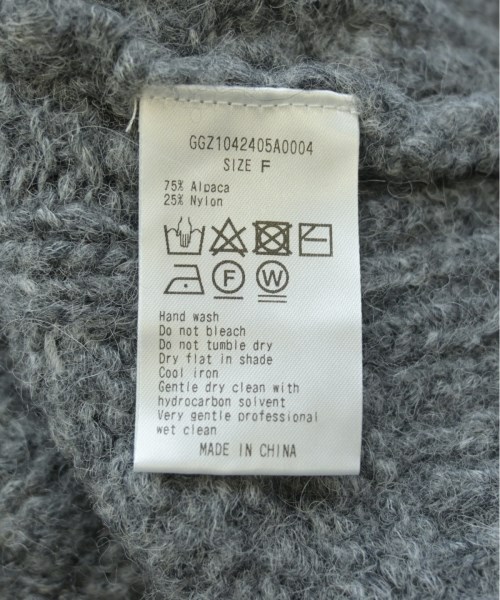 GGZ1042405A0004
SIZE F
75% Alpaca
25% Nylon
F W
Hand wash
Do not bleach
Do not tumble dry
Dry flat in shade
Cool iron
Gentle dry clean with
hydrocarbon solvent
Very gentle professional
wet clean
MADE IN CHINA